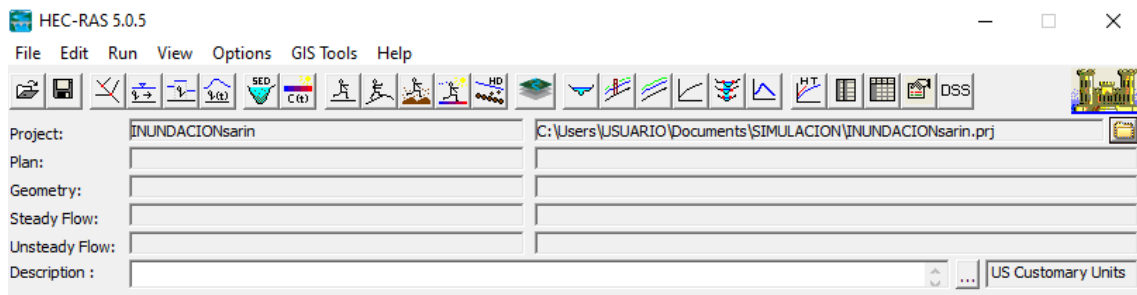 HEC-RAS 5.0.5
File Edit Run View Options GIS Tools Help
SED C(t) HD HT DSS
Project: INUNDACIONsarin C:\Users\USUARIO\Documents\SIMULACION\INUNDACIONsarin.prj
Plan:
Geometry:
Steady Flow:
Unsteady Flow:
Description : ... US Customary Units